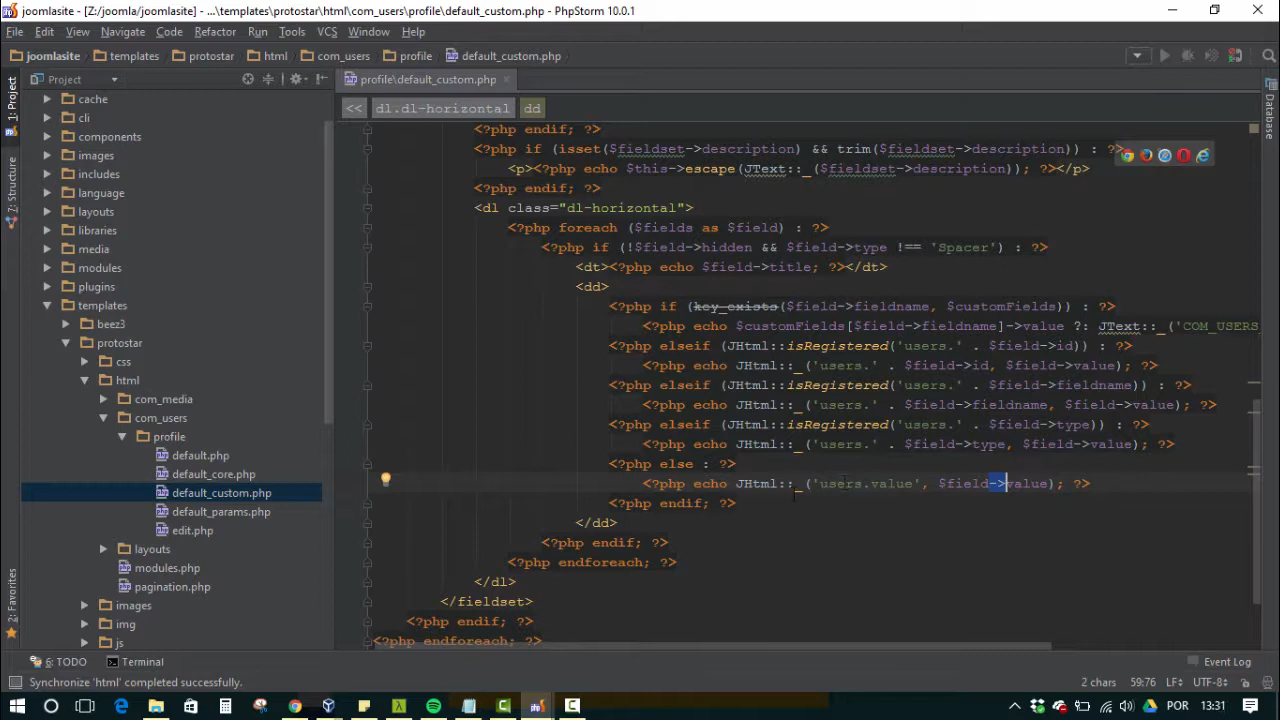 joomlasite - [Z:/joomla/joomlasite] - ...\templates\protostar\html\com_users\profile\default_custom.php - PhpStorm 10.0.1
File Edit View Navigate Code Refactor Run Tools VCS Window Help
joomlasite templates protostar html com_users profile default_custom.php
Project profile\default_custom.php
<< dl.dl-horizontal dd
1: Project
7: Structure
2: Favorites
Database
cache
cli
components
images
includes
language
layouts
libraries
media
modules
plugins
templates
beez3
protostar
css
html
com_media
com_users
profile
default.php
default_core.php
default_custom.php
default_params.php
edit.php
layouts
modules.php
pagination.php
images
img
js
<?php endif; ?>
<?php if (isset($fieldset->description) && trim($fieldset->description)) : ?>
<p><?php echo $this->escape(JText::_($fieldset->description)); ?></p>
<?php endif; ?>
<dl class="dl-horizontal">
<?php foreach ($fields as $field) : ?>
<?php if (!$field->hidden && $field->type !== 'Spacer') : ?>
<dt><?php echo $field->title; ?></dt>
<dd>
<?php if (key_exists($field->fieldname, $customFields)) : ?>
<?php echo $customFields[$field->fieldname]->value ?: JText::_('COM_USERS_
<?php elseif (JHtml::isRegistered('users.' . $field->id)) : ?>
<?php echo JHtml::_('users.' . $field->id, $field->value); ?>
<?php elseif (JHtml::isRegistered('users.' . $field->fieldname)) : ?>
<?php echo JHtml::_('users.' . $field->fieldname, $field->value); ?>
<?php elseif (JHtml::isRegistered('users.' . $field->type)) : ?>
<?php echo JHtml::_('users.' . $field->type, $field->value); ?>
<?php else : ?>
<?php echo JHtml::_('users.value', $field->value); ?>
<?php endif; ?>
</dd>
<?php endif; ?>
<?php endforeach; ?>
</dl>
</fieldset>
<?php endif; ?>
<?php endforeach; ?>
6: TODO Terminal Event Log
Synchronize 'html' completed successfully. 2 chars 59:76 LF UTF-8
POR 13:31